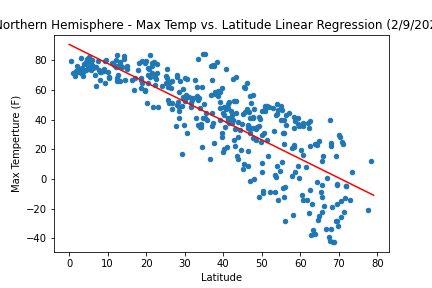 Northern Hemisphere - Max Temp vs. Latitude Linear Regression (2/9/202
Max Temperture (F)
80
60
40
20
0
−20
−40
0 10 20 30 40 50 60 70 80
Latitude